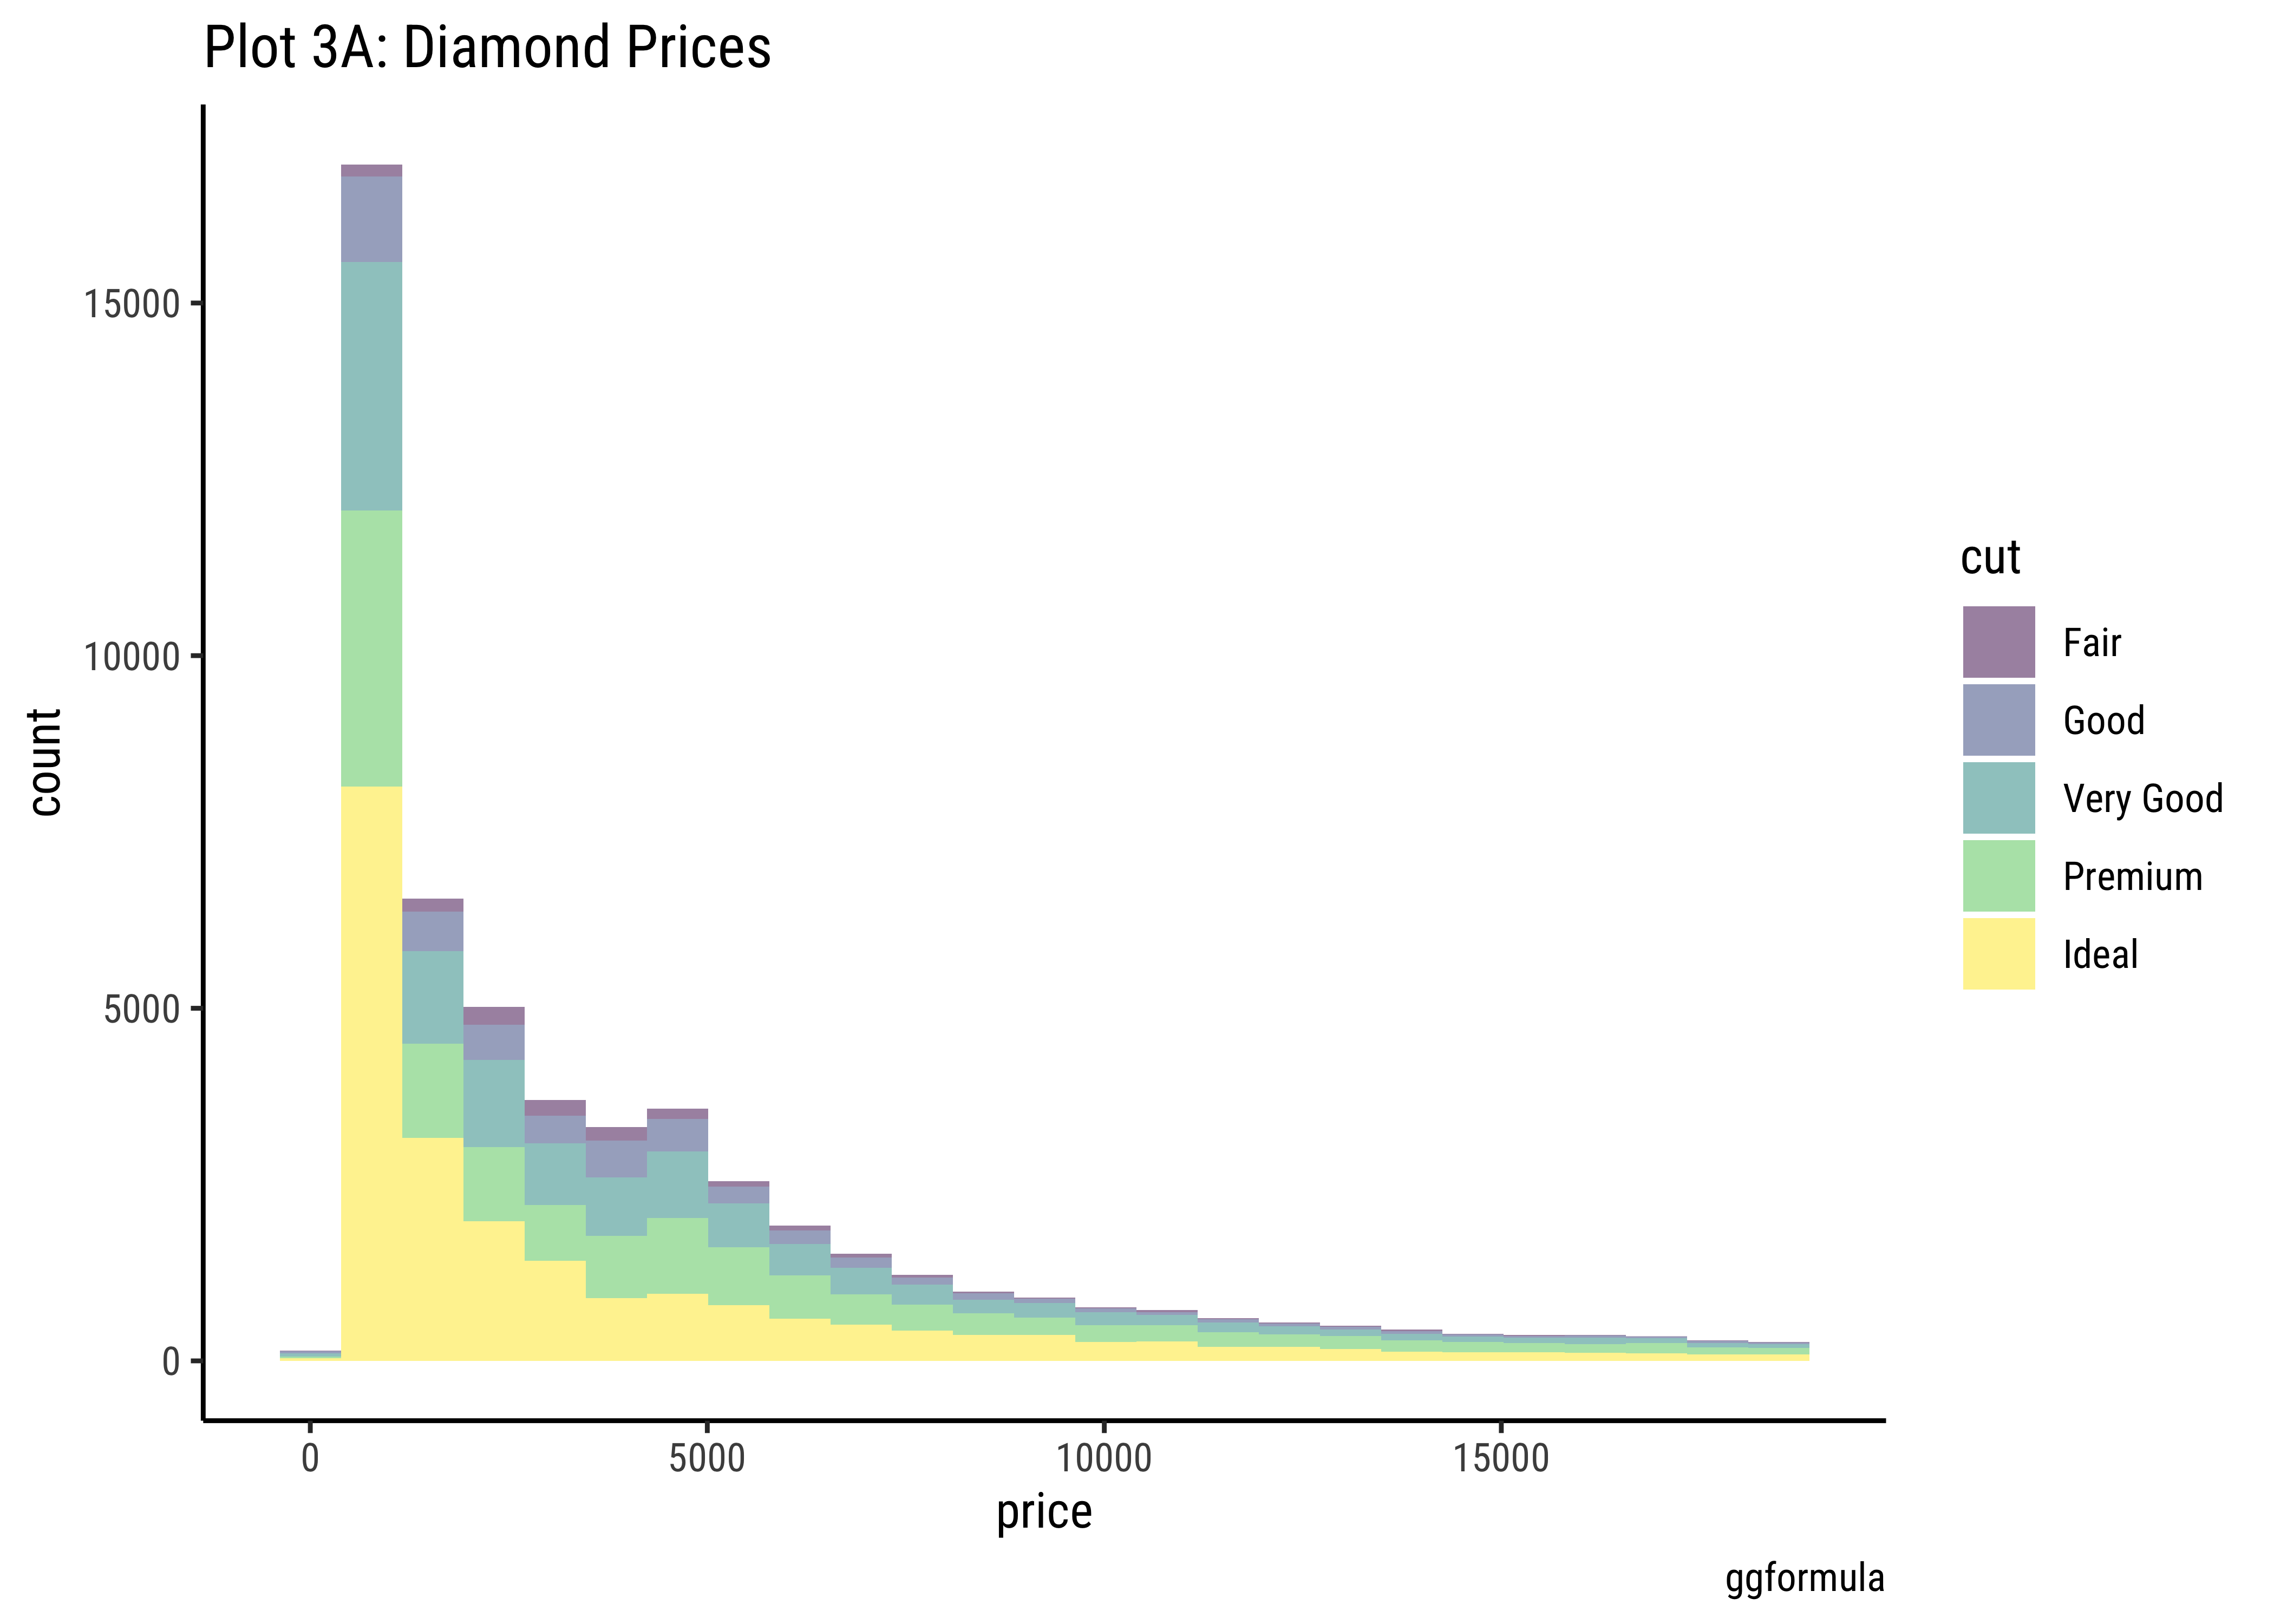 Plot 3A: Diamond Prices
count
15000
10000
5000
0
0 5000 10000 15000
price
cut
Fair
Good
Very Good
Premium
Ideal
ggformula